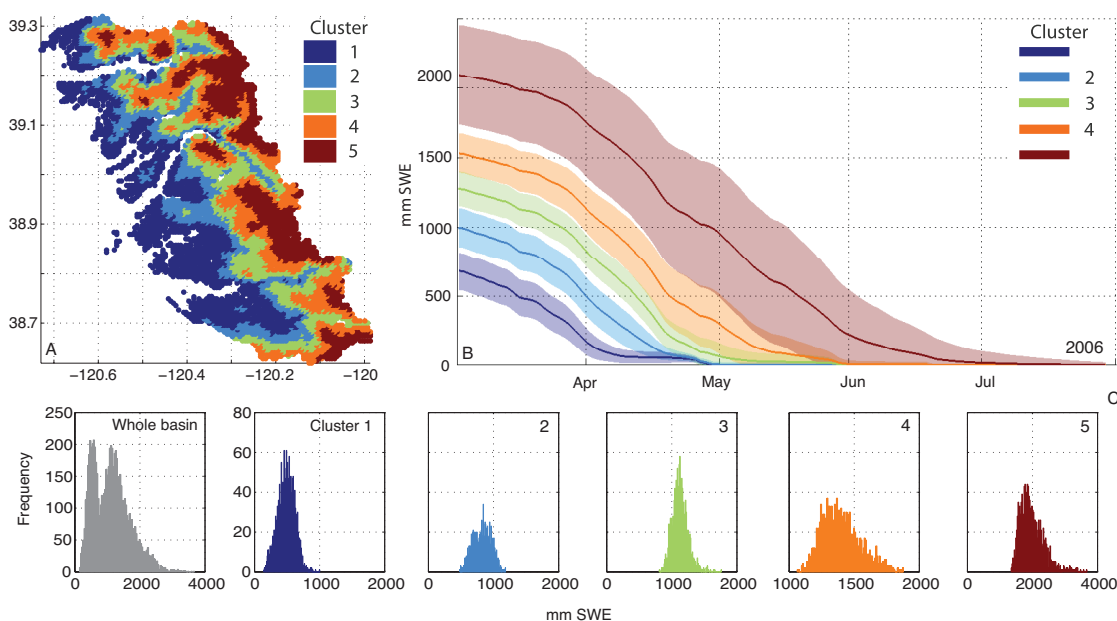 39.3
39.1
38.9
38.7
−120.6 −120.4 −120.2 −120
A
Cluster
1
2
3
4
5
mm SWE
2000
1500
1000
500
0
Apr May Jun Jul
B
2006
Cluster
2
3
4
C
Frequency
250
200
150
100
50
0
0 2000 4000
Whole basin
80
60
40
20
0
0 1000 2000
Cluster 1
0 1000 2000
2
0 1000 2000
3
1000 1500 2000
4
0 2000 4000
5
mm SWE